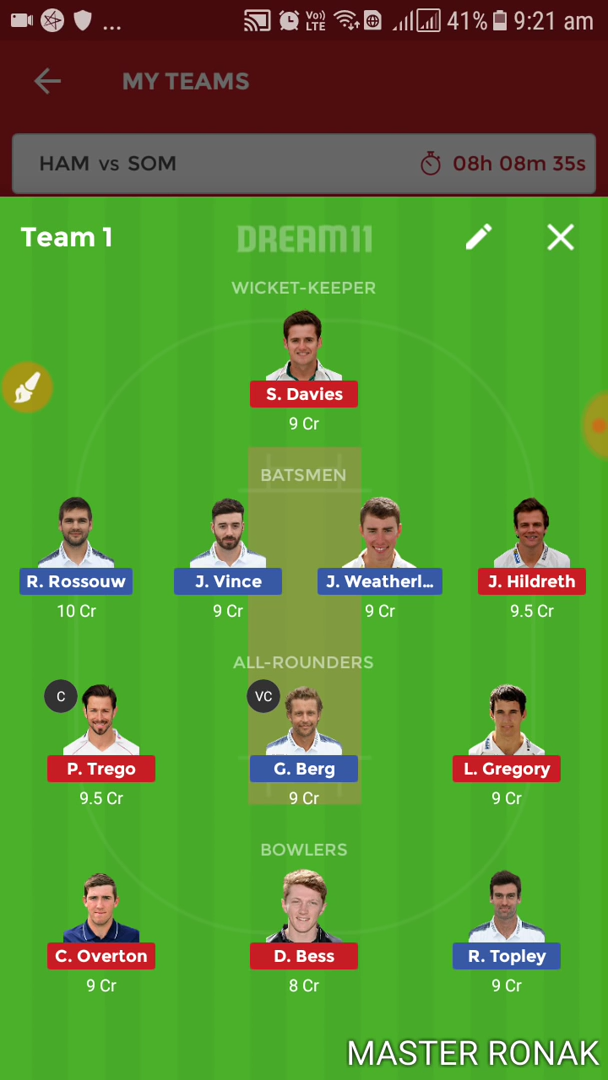 ... Vo) LTE 41% 9:21 am
MY TEAMS
HAM vs SOM 08h 08m 35s
Team 1 DREAM11
WICKET-KEEPER
S. Davies
9 Cr
BATSMEN
R. Rossouw J. Vince J. Weatherl... J. Hildreth
10 Cr 9 Cr 9 Cr 9.5 Cr
ALL-ROUNDERS
C VC
P. Trego G. Berg L. Gregory
9.5 Cr 9 Cr 9 Cr
BOWLERS
C. Overton D. Bess R. Topley
9 Cr 8 Cr 9 Cr
MASTER RONAK